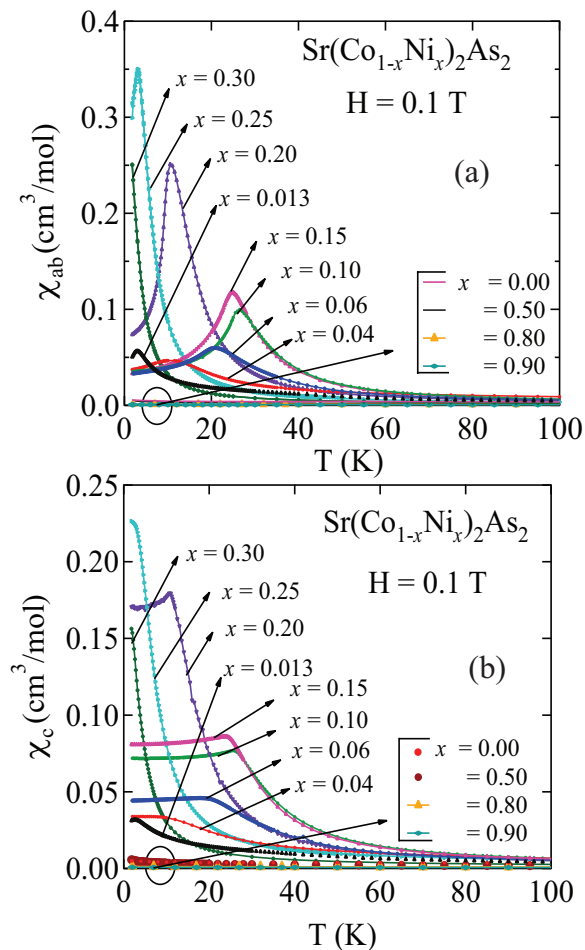 0.4
Sr(Co1-xNix)2As2
x = 0.30
H = 0.1 T
x = 0.25
0.3
x = 0.20
(a)
x = 0.013
χab (cm3/mol)
0.2
x = 0.15
x = 0.10
x = 0.00
x = 0.06
= 0.50
0.1
x = 0.04
= 0.80
= 0.90
0.0
0 20 40 60 80 100
T (K)
0.25
Sr(Co1-xNix)2As2
x = 0.30
H = 0.1 T
0.20
x = 0.25
x = 0.20
0.15
x = 0.013
(b)
χc (cm3/mol)
x = 0.15
0.10
x = 0.10
x = 0.00
x = 0.06
= 0.50
0.05
x = 0.04
= 0.80
= 0.90
0.00
0 20 40 60 80 100
T (K)